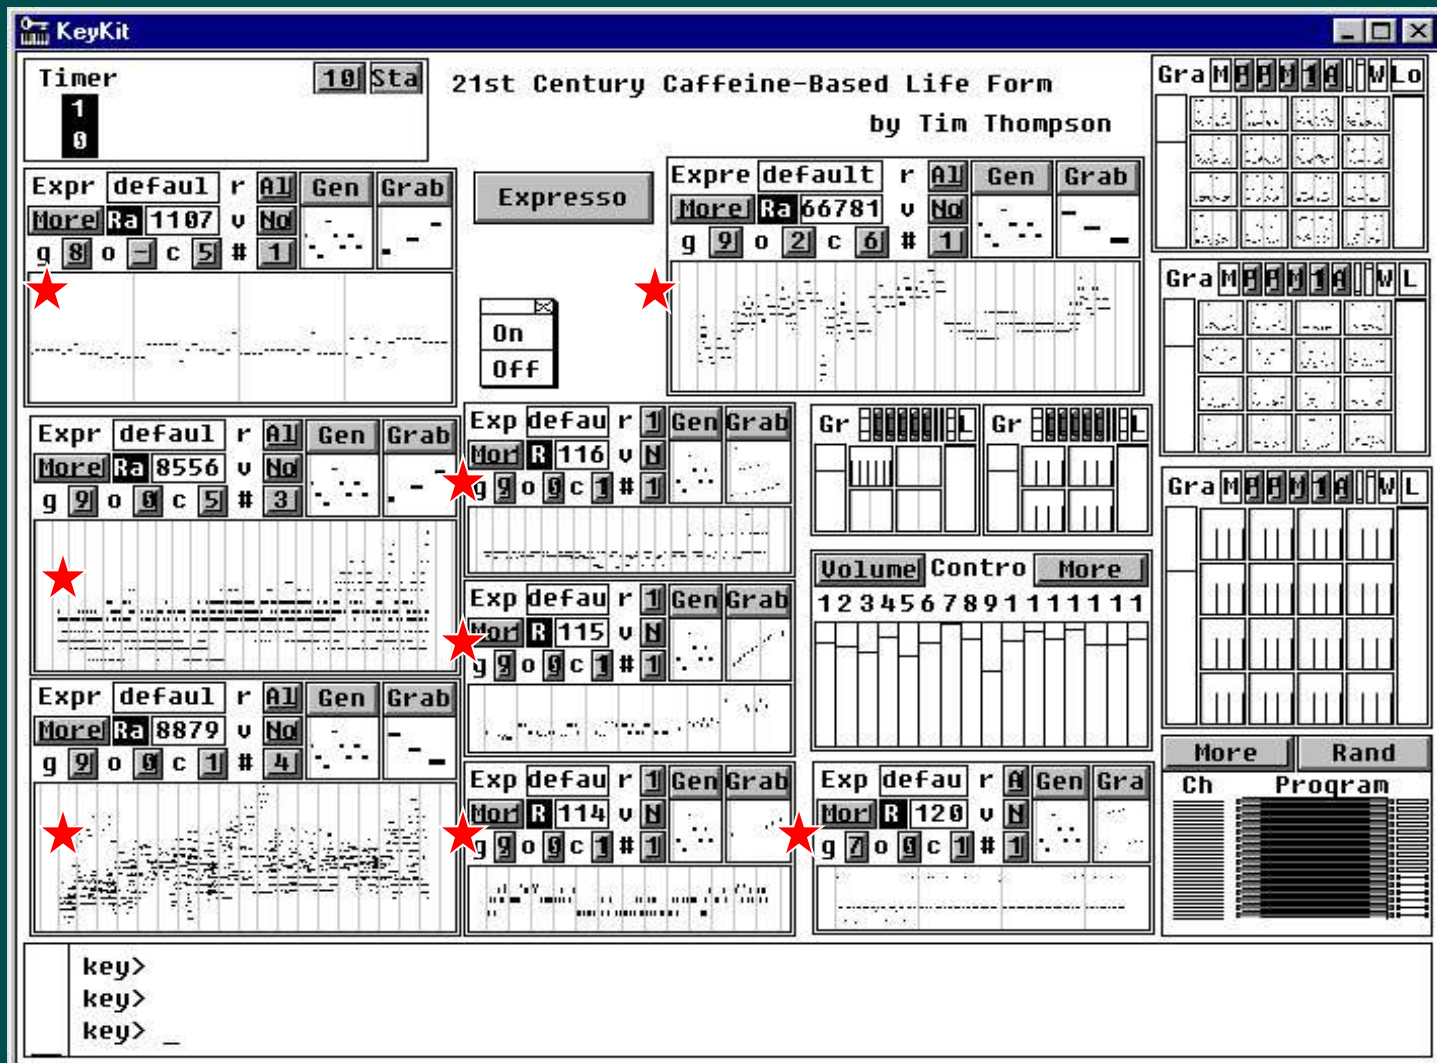 KeyKit
Timer 10 Sta
1
0
21st Century Caffeine-Based Life Form
by Tim Thompson
Expr defaul r Al Gen Grab
More Ra 1107 v No
g 8 o - c 5 # 1
Expresso
On
Off
Expre default r Al Gen Grab
More Ra 66781 v No
g 9 o 2 c 6 # 1
Gra M A A M 1 A W Lo
Gra M A A M 1 A W L
Gra M A A M 1 A W L
Expr defaul r Al Gen Grab
More Ra 8556 v No
g 9 o 0 c 5 # 3
Expr defaul r Al Gen Grab
More Ra 8879 v No
g 9 o 0 c 1 # 4
Exp defau r 1 Gen Grab
Mor R 116 v N
g 9 o 0 c 1 # 1
Exp defau r 1 Gen Grab
Mor R 115 v N
g 9 o 0 c 1 # 1
Exp defau r 1 Gen Grab
Mor R 114 v N
g 9 o 0 c 1 # 1
Gr L
Gr L
Volume Contro More
1 2 3 4 5 6 7 8 9 1 1 1 1 1 1 1
Exp defau r A Gen Gra
Mor R 120 v N
g 7 o 0 c 1 # 1
More Rand
Ch Program
key>
key>
key> _